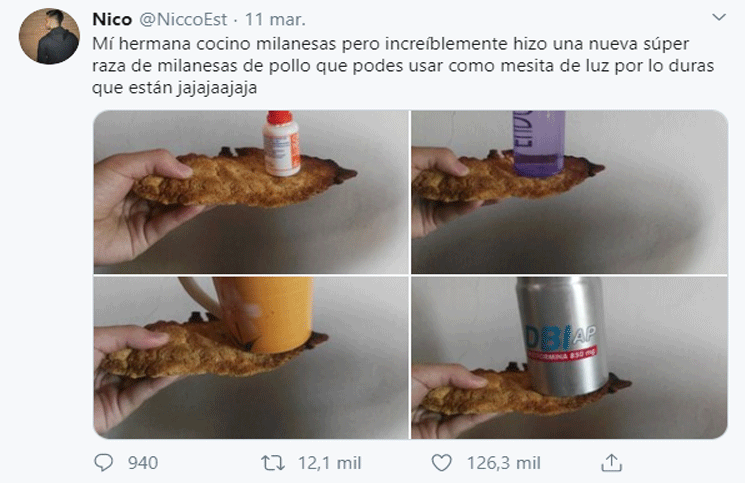 Nico @NiccoEst · 11 mar.
Mí hermana cocino milanesas pero increíblemente hizo una nueva súper
raza de milanesas de pollo que podes usar como mesita de luz por lo duras
que están jajajaajaja
DBI AP
850 mg
940 12,1 mil 126,3 mil